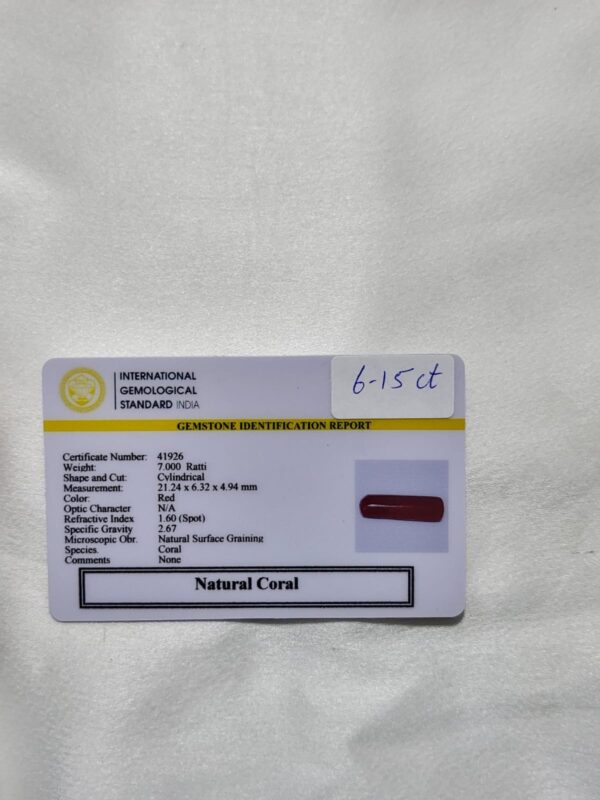 INTERNATIONAL
GEMOLOGICAL
STANDARD INDIA
6-15 ct
GEMSTONE IDENTIFICATION REPORT
Certificate Number: 41926
Weight: 7.000 Ratti
Shape and Cut: Cylindrical
Measurement: 21.24 x 6.32 x 4.94 mm
Color: Red
Optic Character N/A
Refractive Index 1.60 (Spot)
Specific Gravity 2.67
Microscopic Obr. Natural Surface Graining
Species. Coral
Comments None
Natural Coral